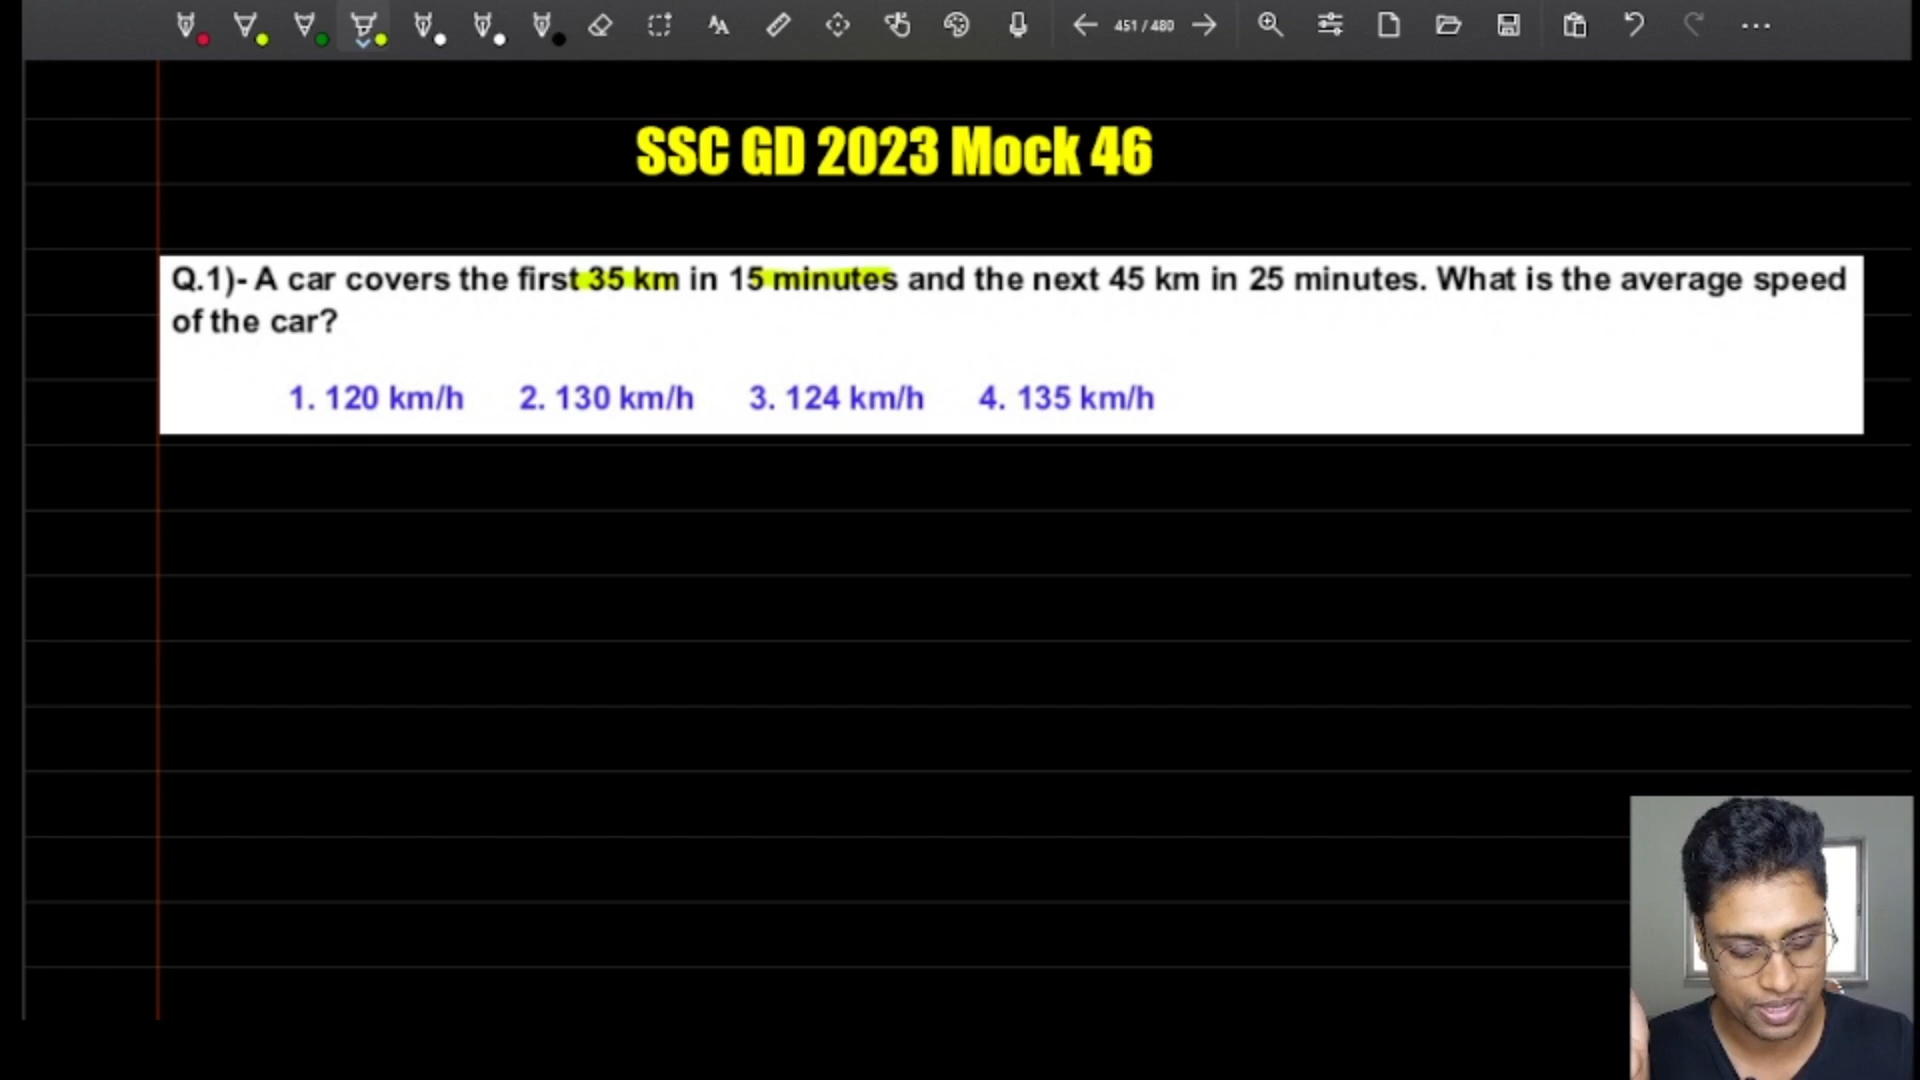 451 / 480
SSC GD 2023 Mock 46
Q.1)- A car covers the first 35 km in 15 minutes and the next 45 km in 25 minutes. What is the average speed
of the car?
1. 120 km/h 2. 130 km/h 3. 124 km/h 4. 135 km/h